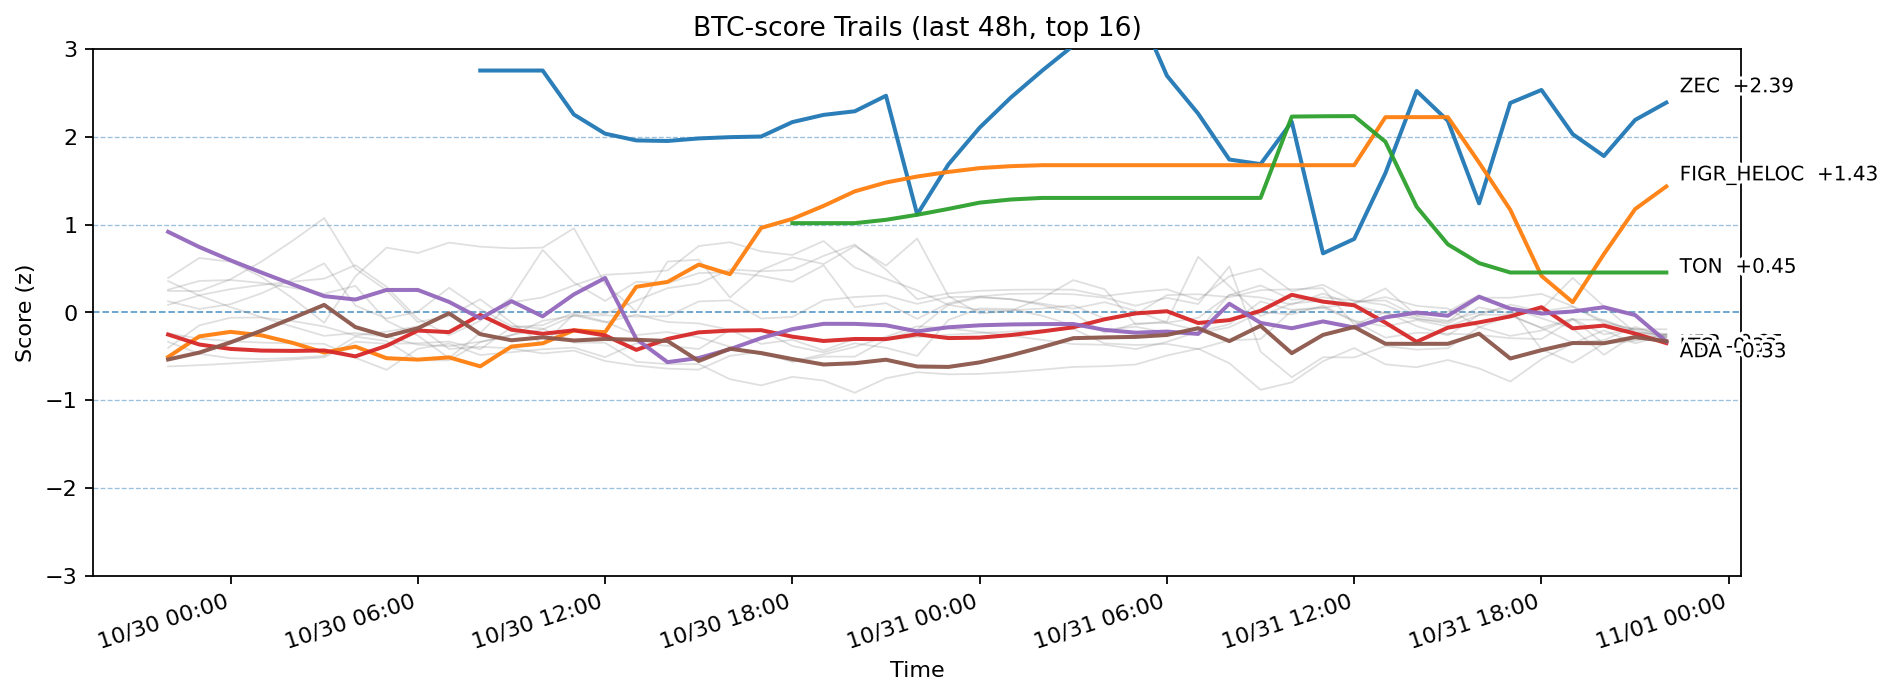 BTC-score Trails (last 48h, top 16)
3
2
1
0
−1
−2
−3
Score (z)
ZEC +2.39
FIGR_HELOC +1.43
TON +0.45
ADA -0.33
10/30 00:00
10/30 06:00
10/30 12:00
10/30 18:00
10/31 00:00
10/31 06:00
10/31 12:00
10/31 18:00
11/01 00:00
Time